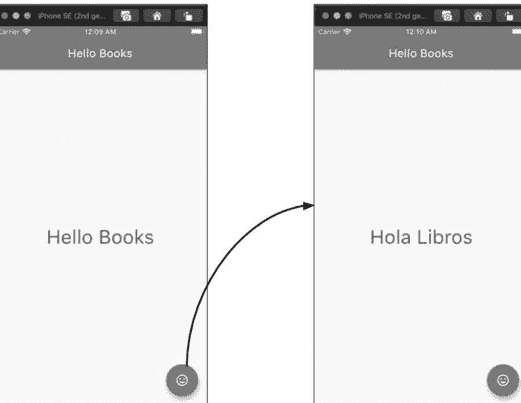 iPhone SE (2nd ge...
Carrier
12:09 AM
Hello Books
Hello Books
iPhone SE (2nd ge...
Carrier
12:10 AM
Hello Books
Hola Libros